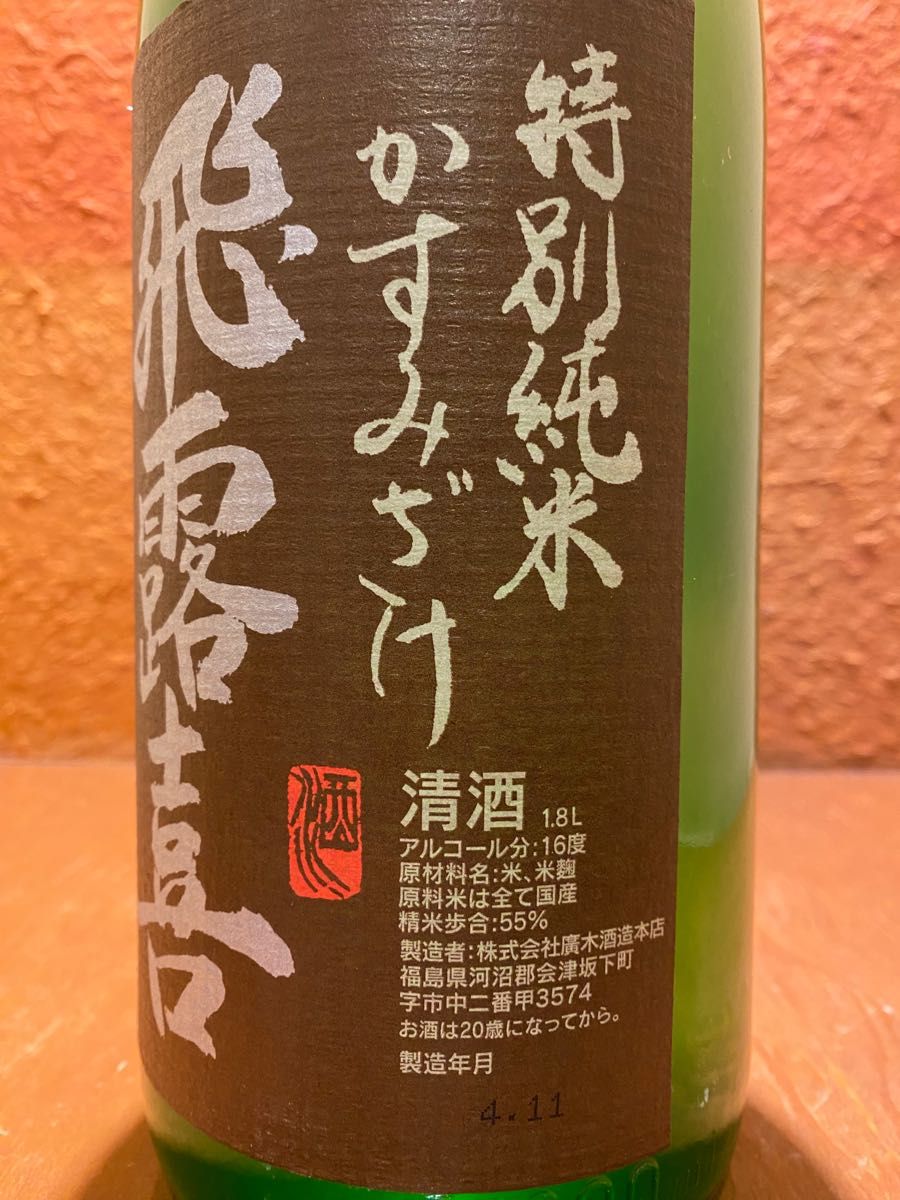 特別純米
かすみざけ
飛露喜
酒
清酒 1.8L
アルコール分:16度
原材料名:米、米麹
原料米は全て国産
精米歩合:55%
製造者:株式会社廣木酒造本店
福島県河沼郡会津坂下町
字市中二番甲3574
お酒は20歳になってから。
製造年月
4.11